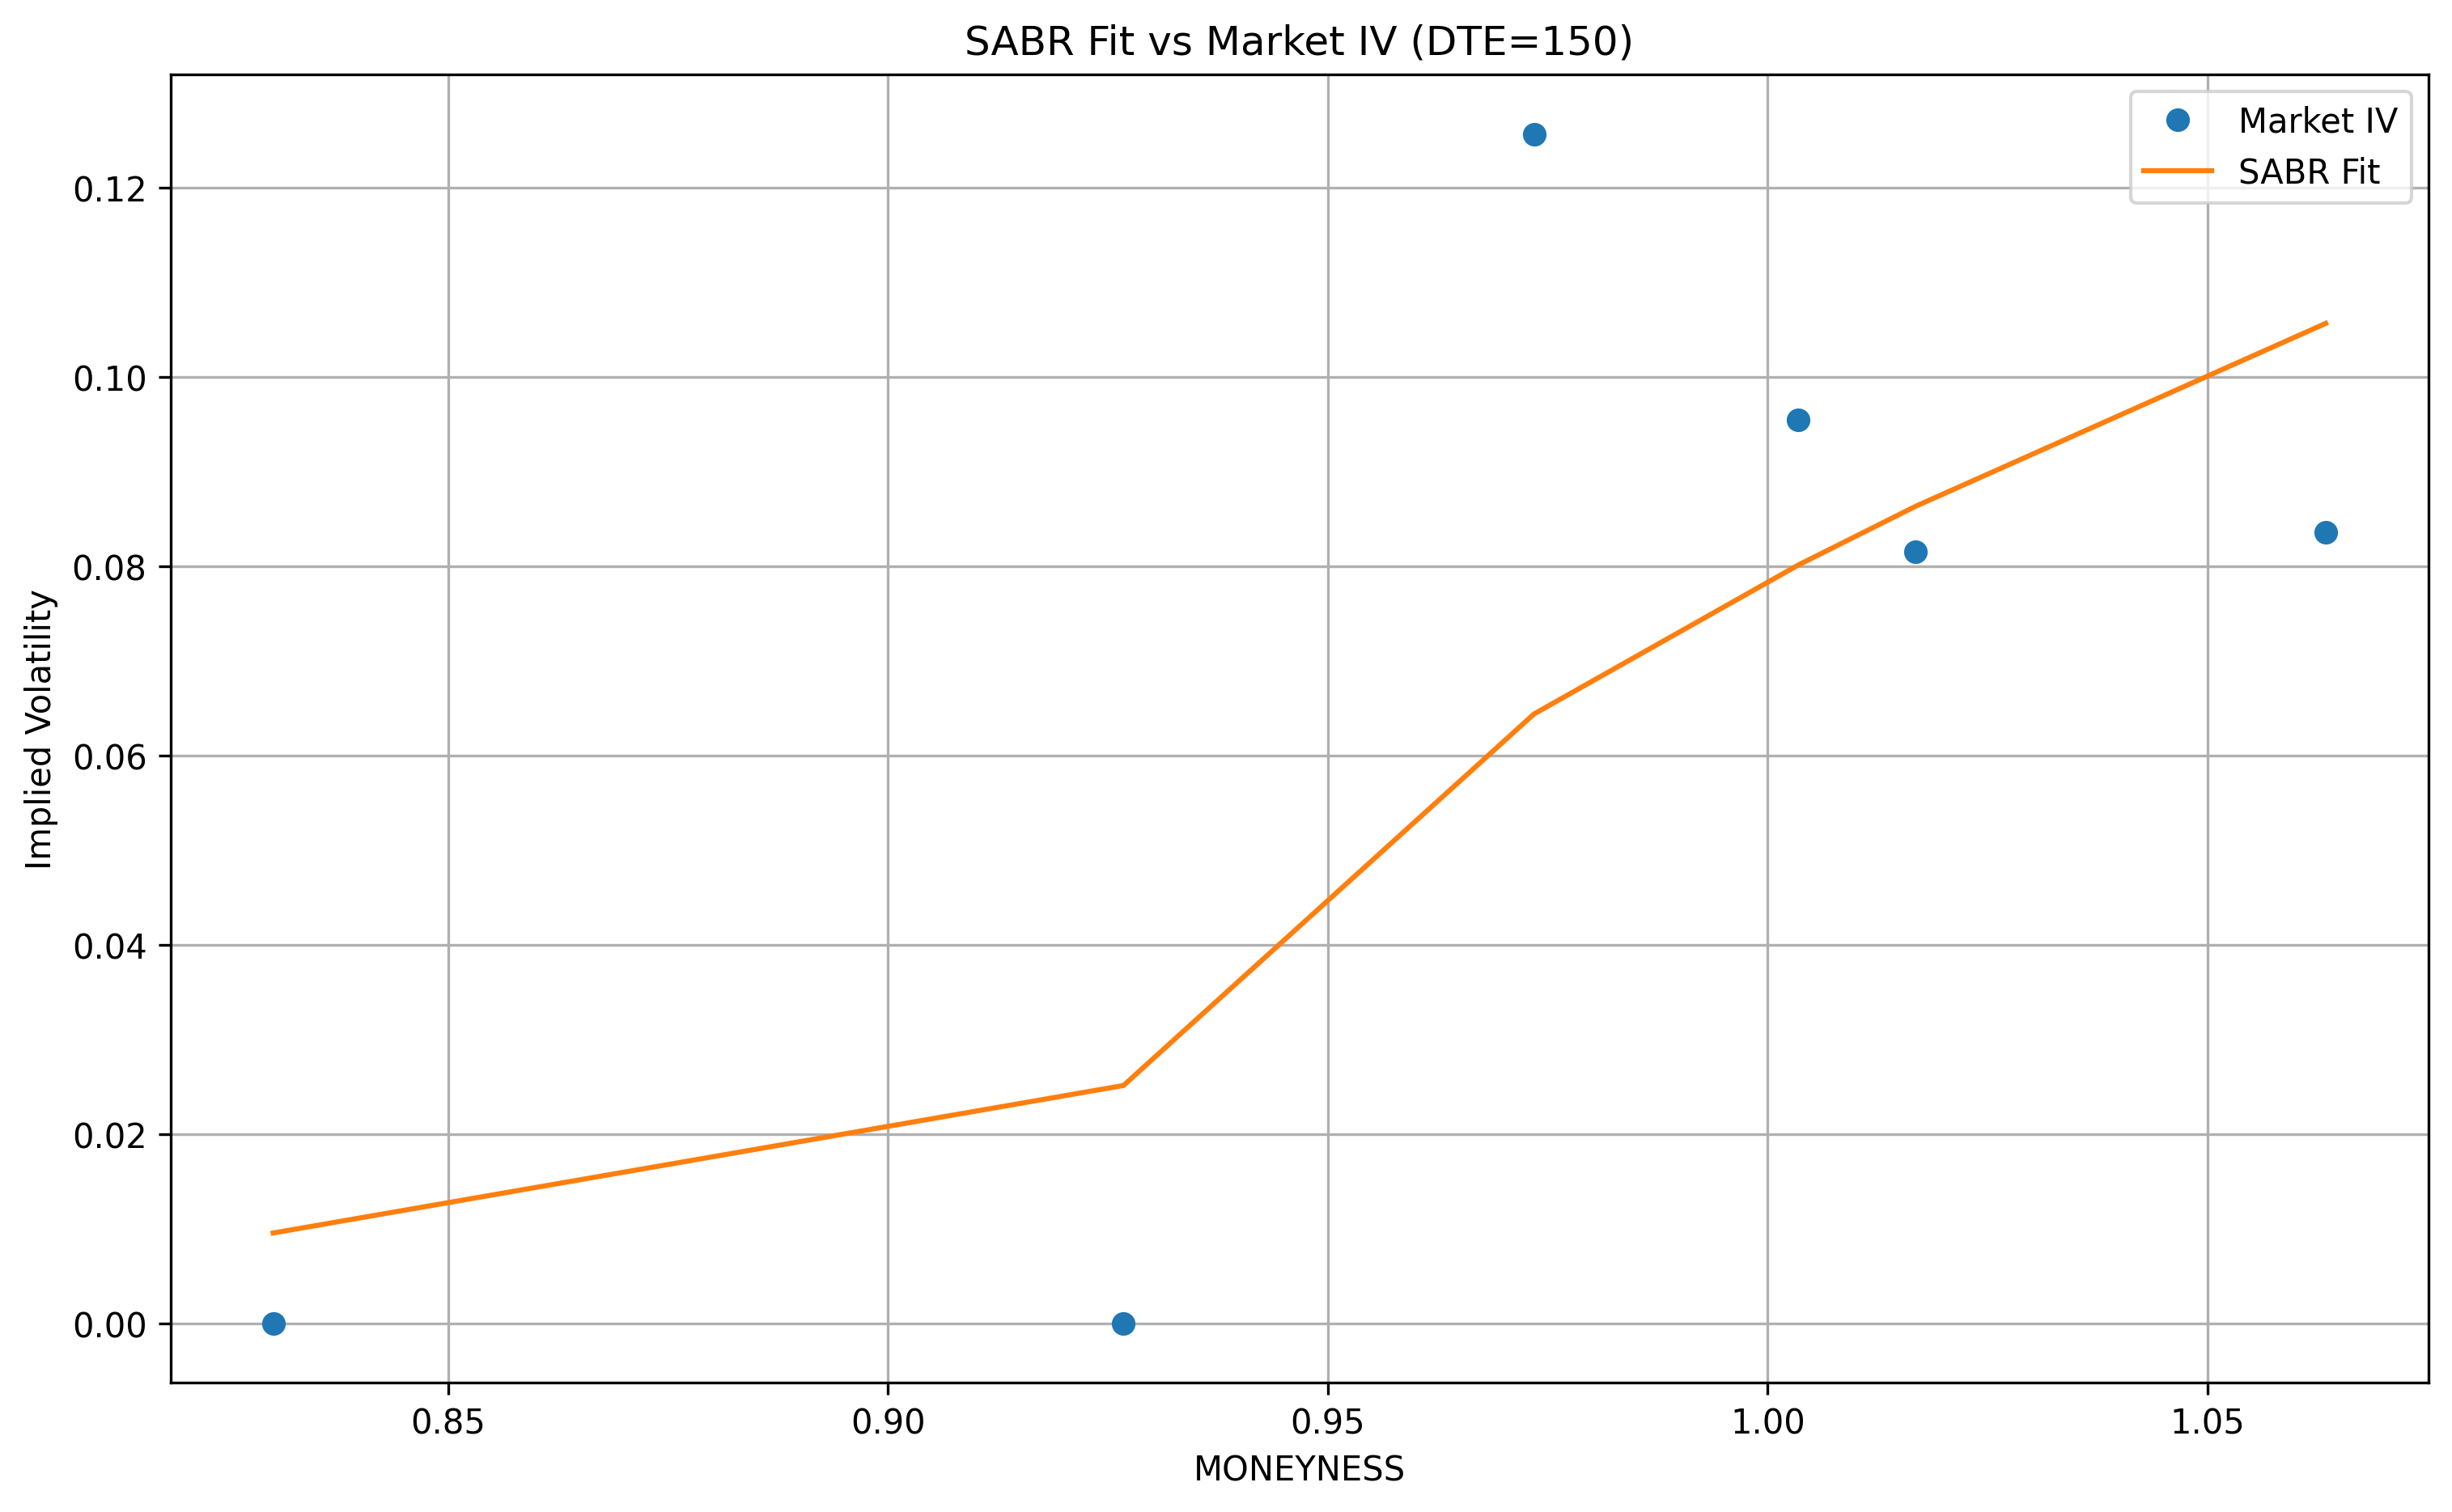 SABR Fit vs Market IV (DTE=150)
Market IV
SABR Fit
Implied Volatility
0.12
0.10
0.08
0.06
0.04
0.02
0.00
0.85
0.90
0.95
1.00
1.05
MONEYNESS